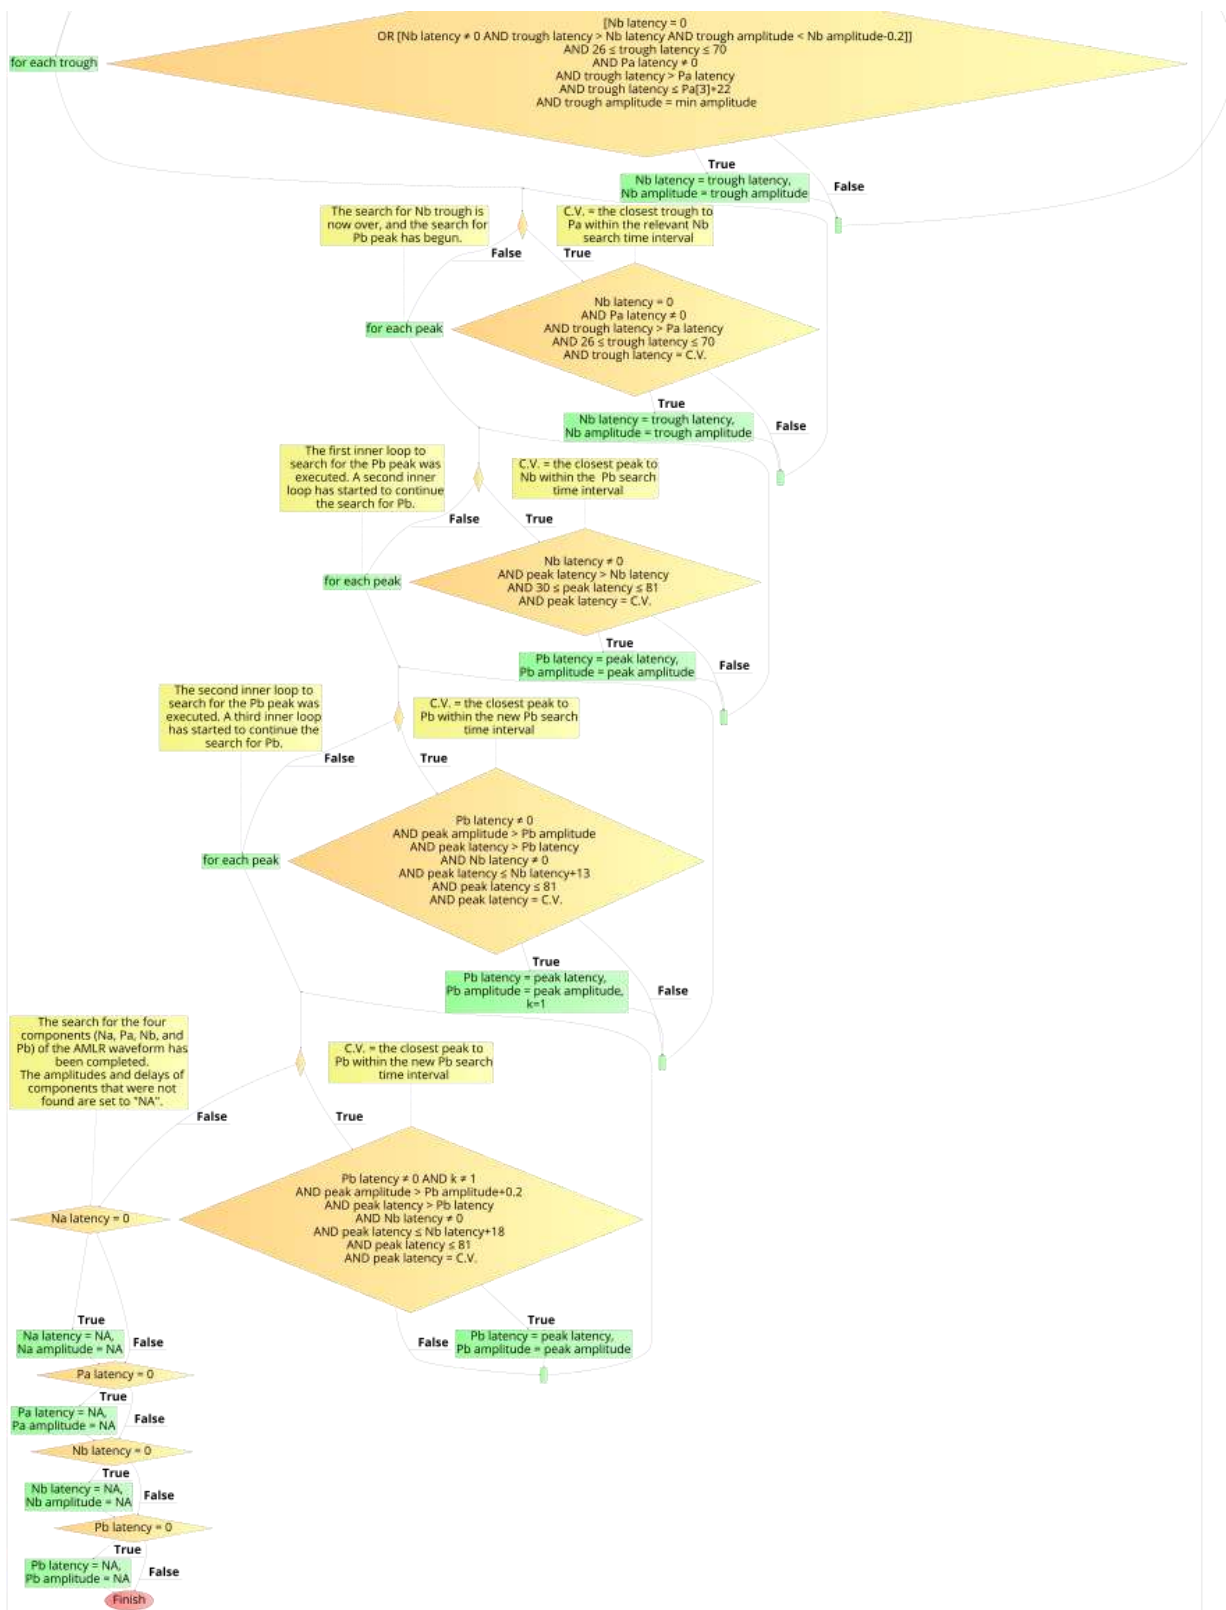 [Nb latency = 0
OR [Nb latency ≠ 0 AND trough latency > Nb latency AND trough amplitude < Nb amplitude-0.2]]
AND 26 ≤ trough latency ≤ 70
AND Pa latency ≠ 0
AND trough latency > Pa latency
AND trough latency ≤ Pa[3]+22
AND trough amplitude = min amplitude
for each trough
True
False
Nb latency = trough latency,
Nb amplitude = trough amplitude
The search for Nb trough is
now over, and the search for
Pb peak has begun.
C.V. = the closest trough to
Pa within the relevant Nb
search time interval
False
True
Nb latency = 0
AND Pa latency ≠ 0
AND trough latency > Pa latency
AND 26 ≤ trough latency ≤ 70
AND trough latency = C.V.
for each peak
True
False
Nb latency = trough latency,
Nb amplitude = trough amplitude
The first inner loop to
search for the Pb peak was
executed. A second inner
loop has started to continue
the search for Pb.
C.V. = the closest peak to
Nb within the Pb search
time interval
False
True
Nb latency ≠ 0
AND peak latency > Nb latency
AND 30 ≤ peak latency ≤ 81
AND peak latency = C.V.
for each peak
True
False
Pb latency = peak latency,
Pb amplitude = peak amplitude
The second inner loop to
search for the Pb peak was
executed. A third inner loop
has started to continue the
search for Pb.
C.V. = the closest peak to
Pb within the new Pb search
time interval
False
True
Pb latency ≠ 0
AND peak amplitude > Pb amplitude
AND peak latency > Pb latency
AND Nb latency ≠ 0
AND peak latency ≤ Nb latency+13
AND peak latency ≤ 81
AND peak latency = C.V.
for each peak
True
False
Pb latency = peak latency,
Pb amplitude = peak amplitude,
k=1
The search for the four
components (Na, Pa, Nb, and
Pb) of the AMLR waveform has
been completed.
The amplitudes and delays of
components that were not
found are set to "NA".
C.V. = the closest peak to
Pb within the new Pb search
time interval
False
True
Pb latency ≠ 0 AND k ≠ 1
AND peak amplitude > Pb amplitude+0.2
AND peak latency > Pb latency
AND Nb latency ≠ 0
AND peak latency ≤ Nb latency+18
AND peak latency ≤ 81
AND peak latency = C.V.
Na latency = 0
True
False
True
False
Pb latency = peak latency,
Pb amplitude = peak amplitude
Na latency = NA,
Na amplitude = NA
Pa latency = 0
True
False
Pa latency = NA,
Pa amplitude = NA
Nb latency = 0
True
False
Nb latency = NA,
Nb amplitude = NA
Pb latency = 0
True
False
Pb latency = NA,
Pb amplitude = NA
Finish